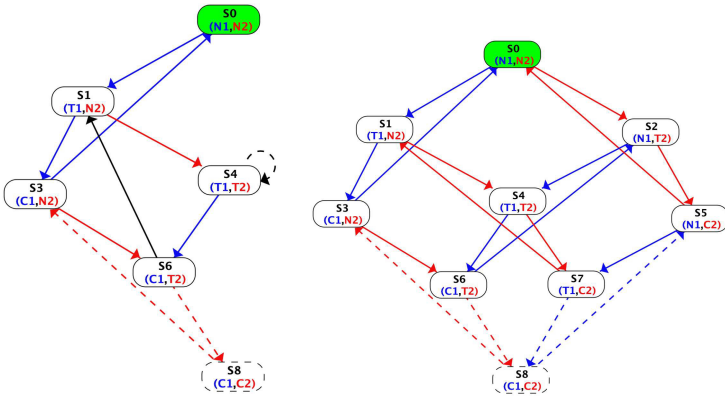 S0
(N1,N2)
S1
(T1,N2)
S4
(T1,T2)
S3
(C1,N2)
S6
(C1,T2)
S8
(C1,C2)
S0
(N1,N2)
S1
(T1,N2)
S2
(N1,T2)
S4
(T1,T2)
S3
(C1,N2)
S5
(N1,C2)
S6
(C1,T2)
S7
(T1,C2)
S8
(C1,C2)